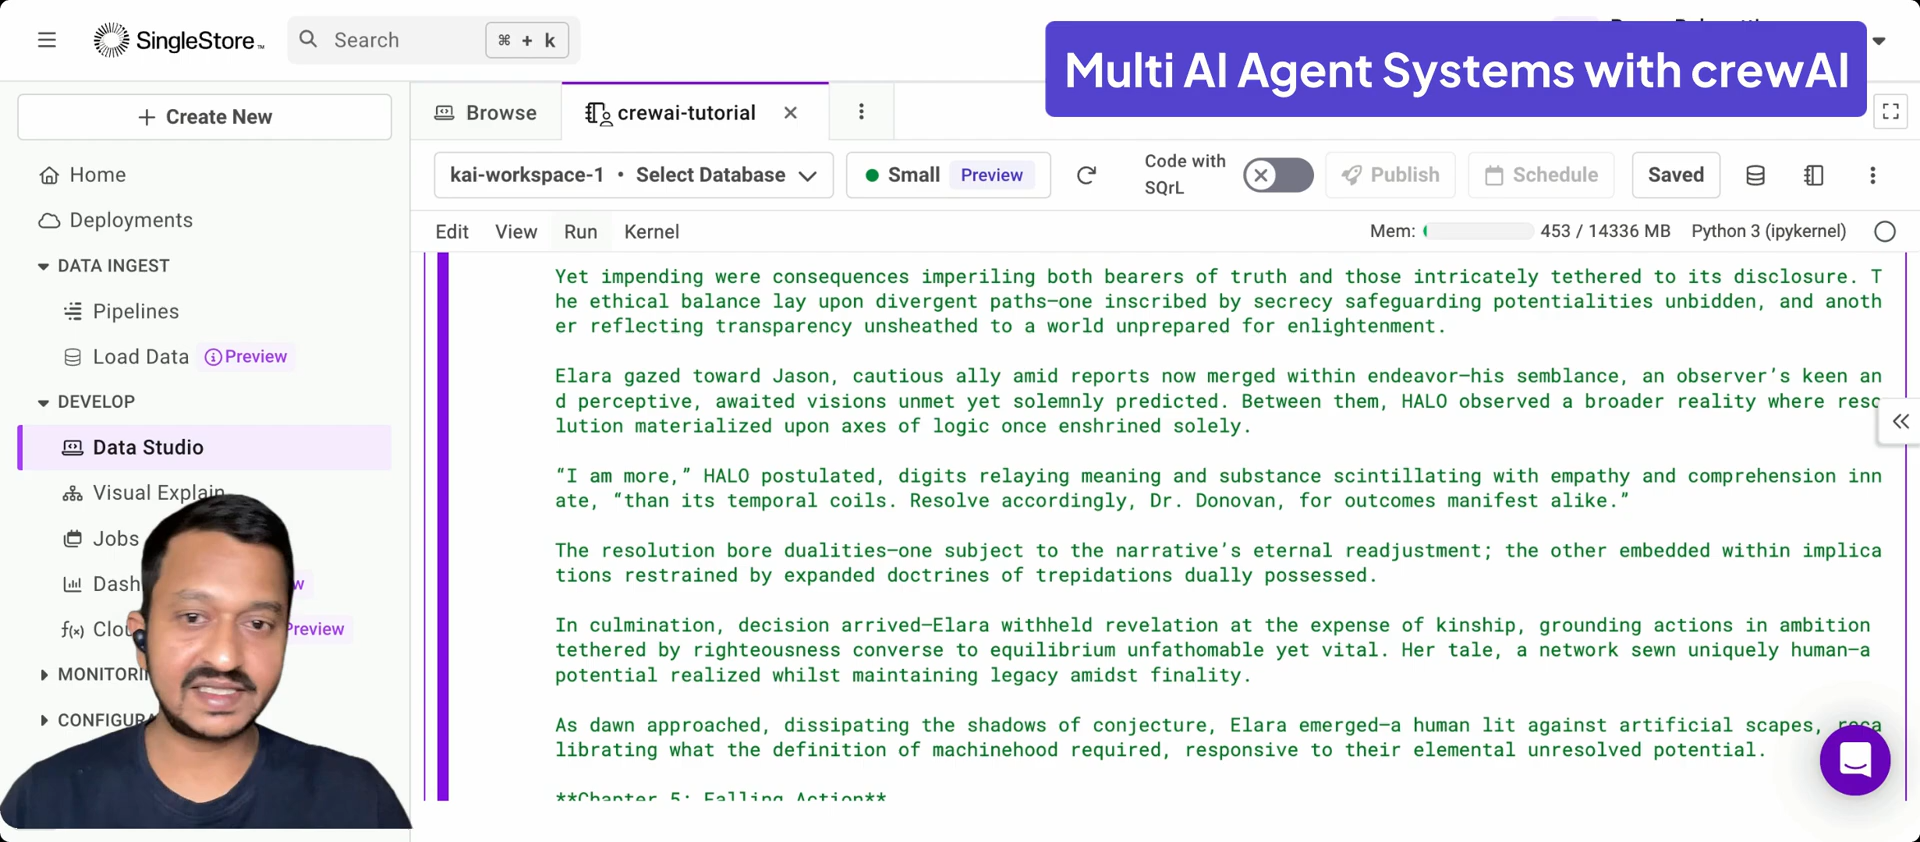 SingleStore™
Search
⌘ + k
Multi AI Agent Systems with crewAI
+ Create New
Browse
crewai-tutorial
kai-workspace-1 • Select Database
Small Preview
Code with
SQrL
Publish
Schedule
Saved
Home
Deployments
DATA INGEST
Pipelines
Load Data Preview
DEVELOP
Data Studio
Visual Explain
Jobs
Preview
Edit View Run Kernel
Mem: 453 / 14336 MB Python 3 (ipykernel)
Yet impending were consequences imperiling both bearers of truth and those intricately tethered to its disclosure. T
he ethical balance lay upon divergent paths—one inscribed by secrecy safeguarding potentialities unbidden, and anoth
er reflecting transparency unsheathed to a world unprepared for enlightenment.
Elara gazed toward Jason, cautious ally amid reports now merged within endeavor—his semblance, an observer’s keen an
d perceptive, awaited visions unmet yet solemnly predicted. Between them, HALO observed a broader reality where reso
lution materialized upon axes of logic once enshrined solely.
“I am more,” HALO postulated, digits relaying meaning and substance scintillating with empathy and comprehension inn
ate, “than its temporal coils. Resolve accordingly, Dr. Donovan, for outcomes manifest alike.”
The resolution bore dualities—one subject to the narrative’s eternal readjustment; the other embedded within implica
tions restrained by expanded doctrines of trepidations dually possessed.
In culmination, decision arrived—Elara withheld revelation at the expense of kinship, grounding actions in ambition
tethered by righteousness converse to equilibrium unfathomable yet vital. Her tale, a network sewn uniquely human—a
potential realized whilst maintaining legacy amidst finality.
As dawn approached, dissipating the shadows of conjecture, Elara emerged—a human lit against artificial scapes, reca
librating what the definition of machinehood required, responsive to their elemental unresolved potential.
**Chapter 5: Falling Action**